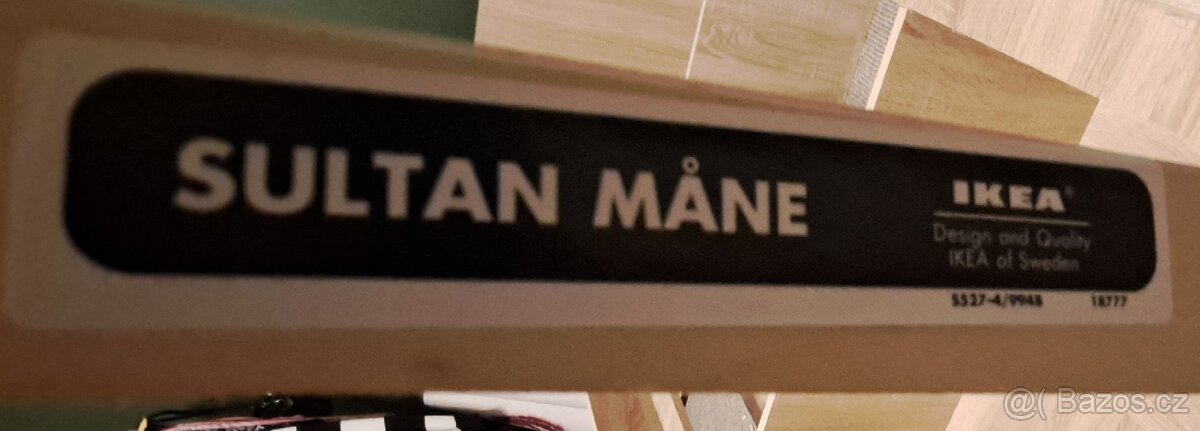 SULTAN MÅNE
IKEA®
Design and Quality
IKEA of Sweden
5527-4/9948 18777
@( Bazos.cz